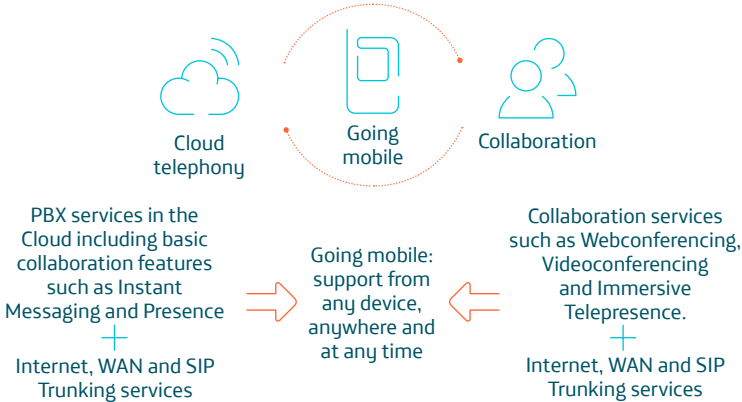 Cloud
telephony
Going
mobile
Collaboration
PBX services in the
Cloud including basic
collaboration features
such as Instant
Messaging and Presence
Internet, WAN and SIP
Trunking services
Going mobile:
support from
any device,
anywhere and
at any time
Collaboration services
such as Webconferencing,
Videoconferencing
and Immersive
Telepresence.
Internet, WAN and SIP
Trunking services